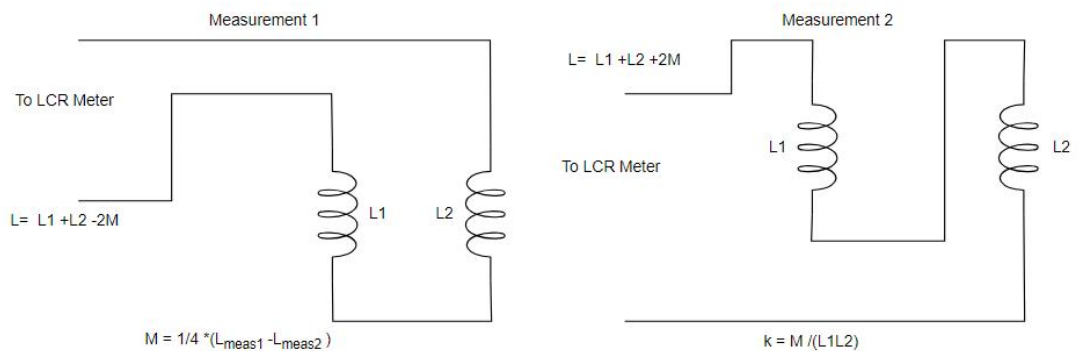 Measurement 1
To LCR Meter
L1
L2
L= L1 +L2 -2M
M = 1/4 *(Lmeas1 -Lmeas2 )
Measurement 2
L= L1 +L2 +2M
L1
L2
To LCR Meter
k = M /(L1L2)